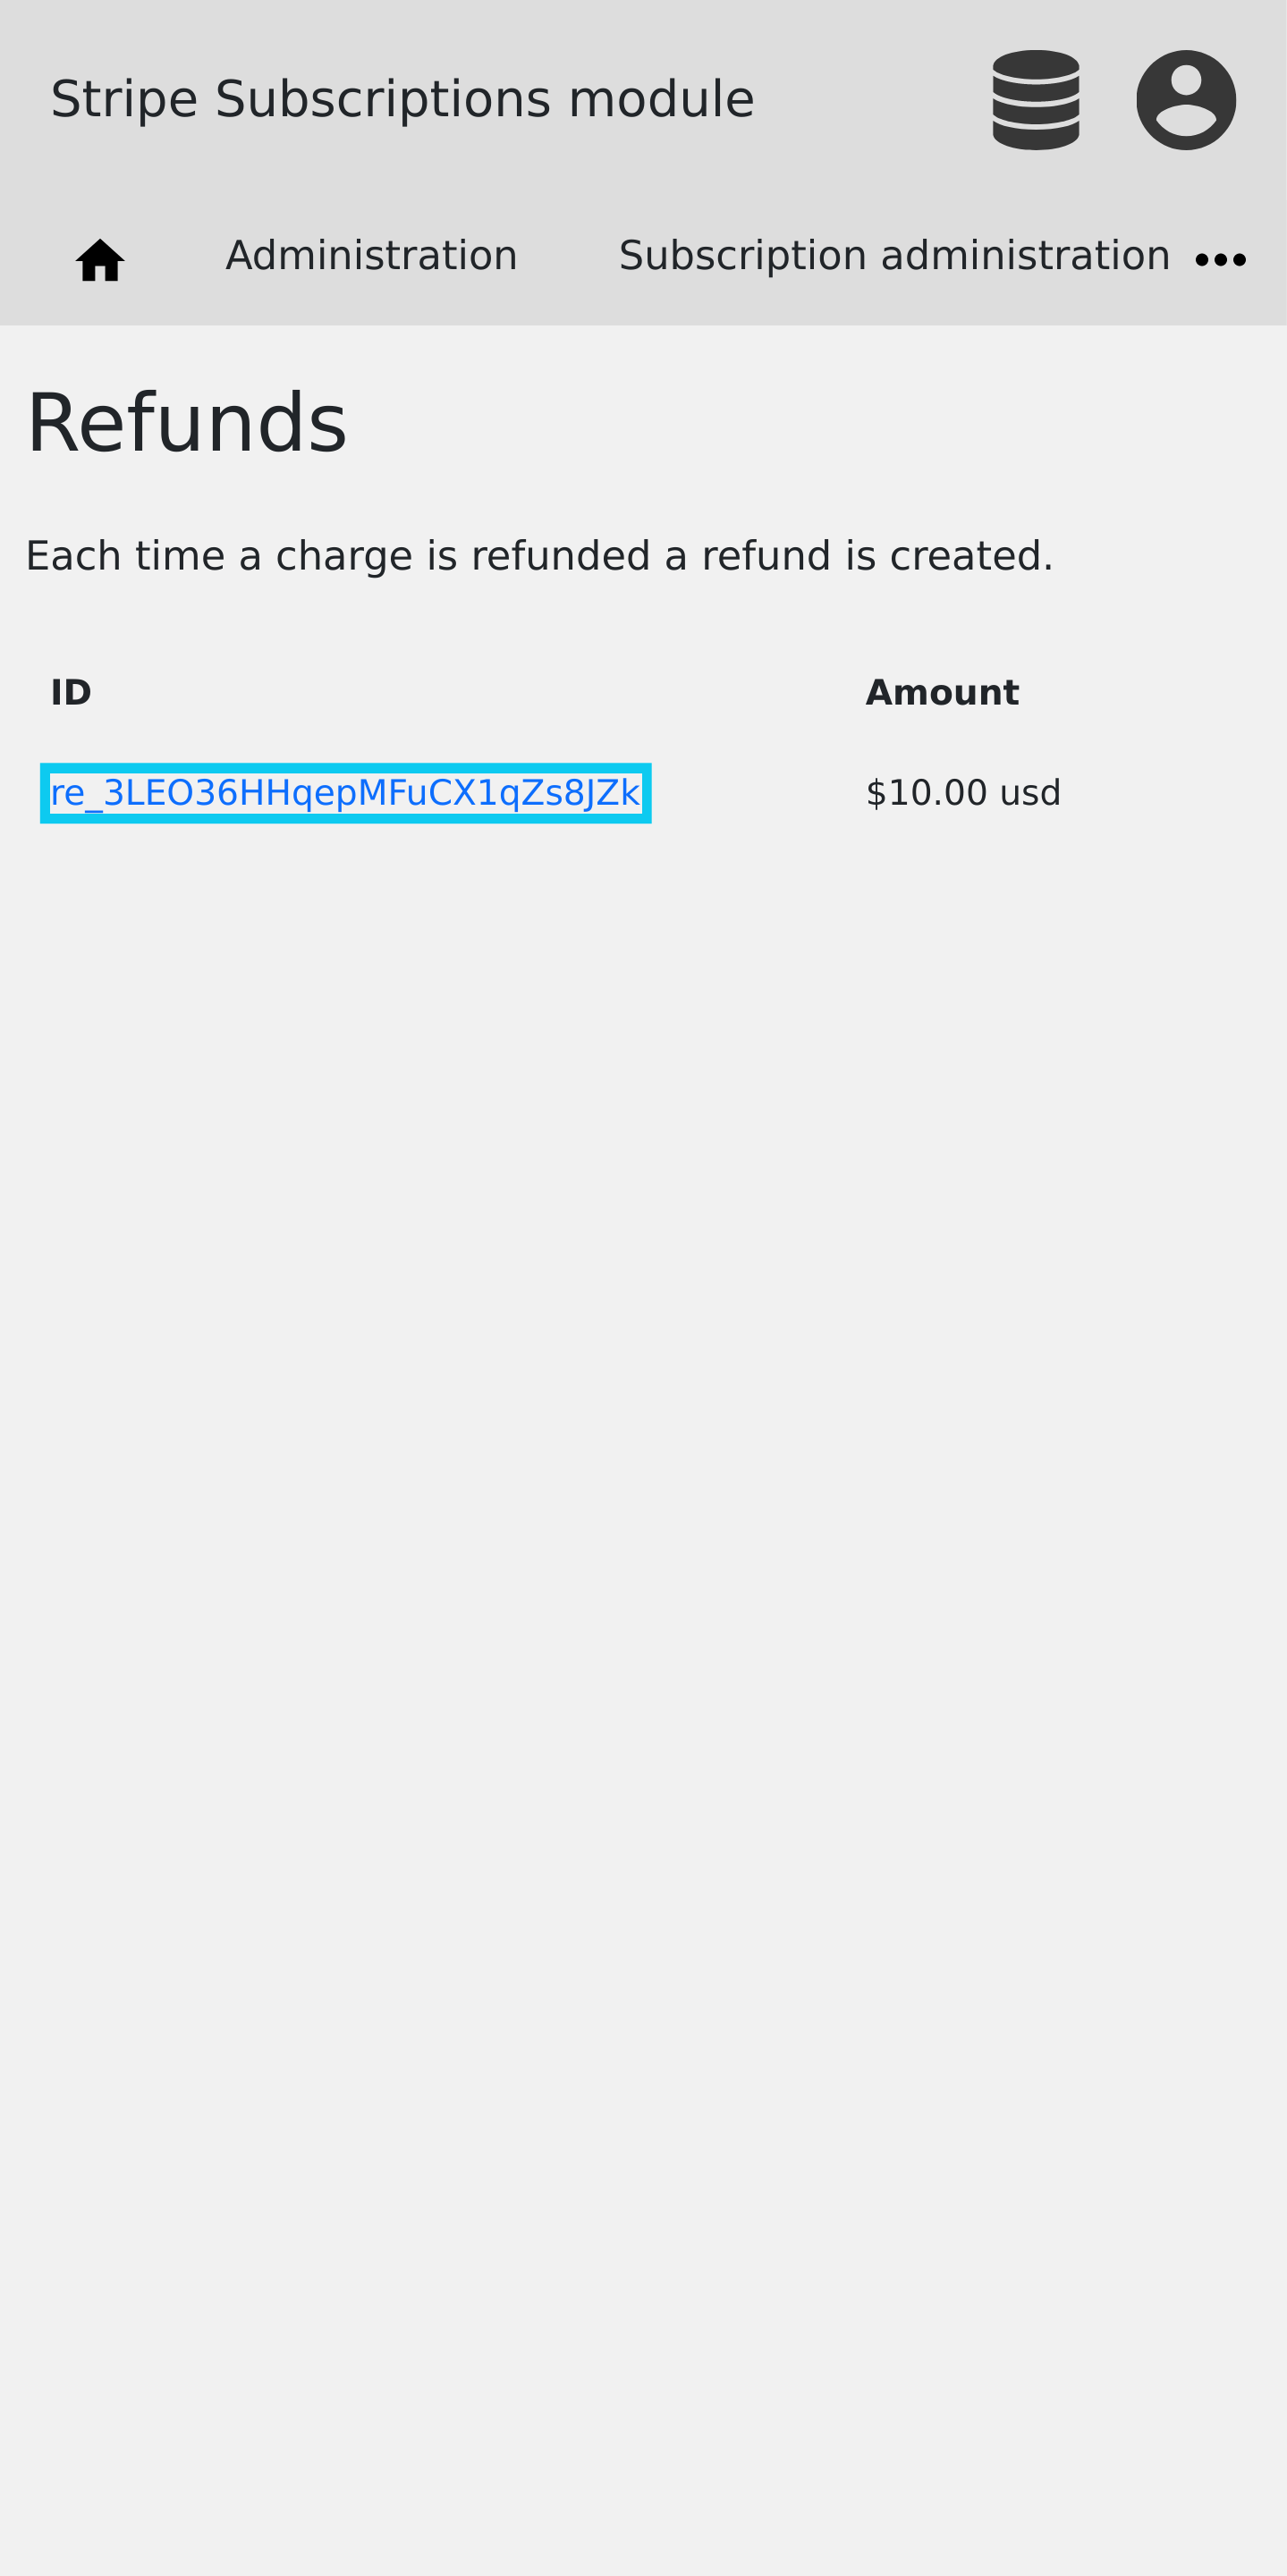 Stripe Subscriptions module
Administration Subscription administration
Refunds
Each time a charge is refunded a refund is created.
ID Amount
re_3LEO36HHqepMFuCX1qZs8JZk $10.00 usd